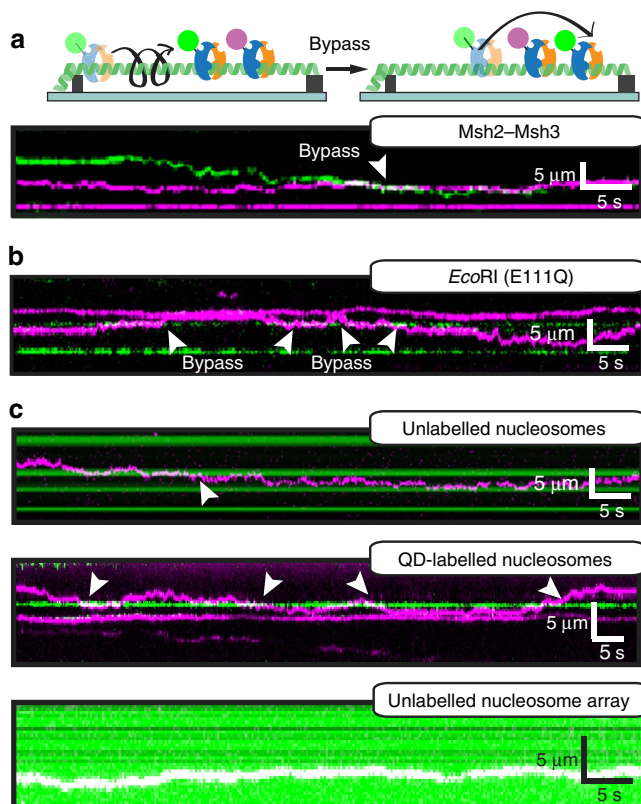 a
Bypass
Msh2–Msh3
Bypass
5 μm
5 s
b
EcoRI (E111Q)
5 μm
Bypass
Bypass
5 s
c
Unlabelled nucleosomes
5 μm
5 s
QD-labelled nucleosomes
5 μm
5 s
Unlabelled nucleosome array
5 μm
5 s